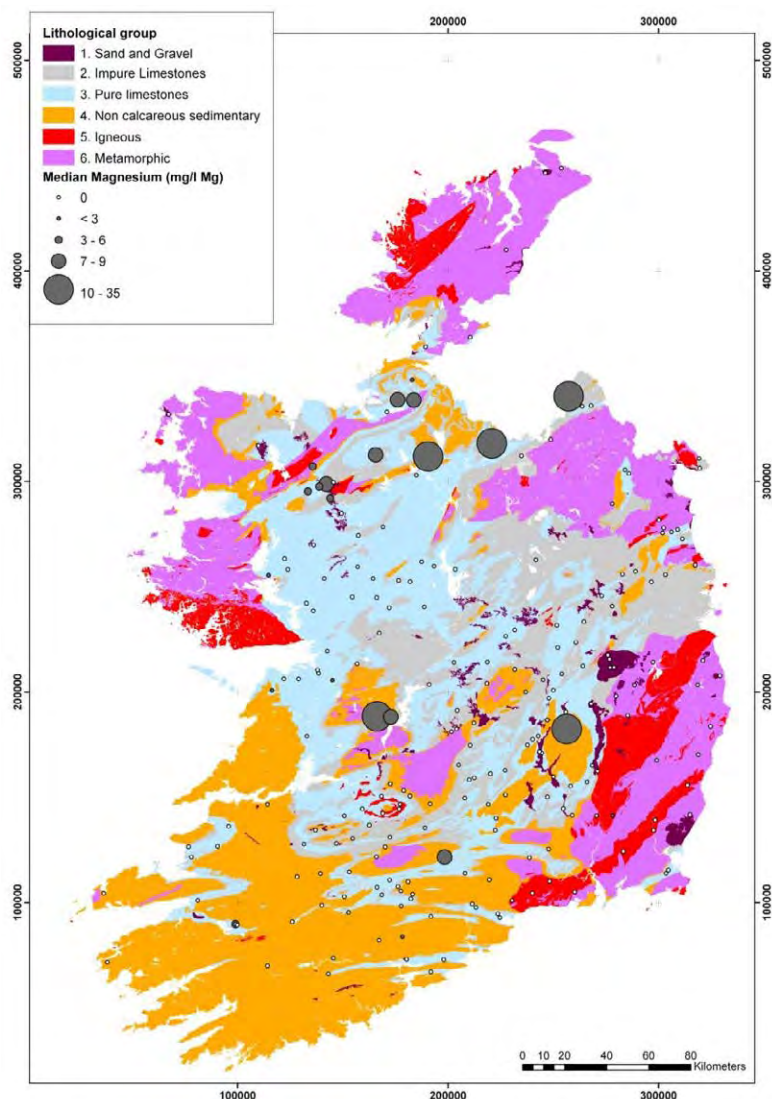 200000
300000
Lithological group
1. Sand and Gravel
2. Impure Limestones
3. Pure limestones
4. Non calcareous sedimentary
5. Igneous
6. Metamorphic
Median Magnesium (mg/l Mg)
0
< 3
3 - 6
7 - 9
10 - 35
500000
500000
400000
400000
300000
300000
200000
200000
100000
100000
0 10 20 40 60 80
Kilometers
100000
200000
300000